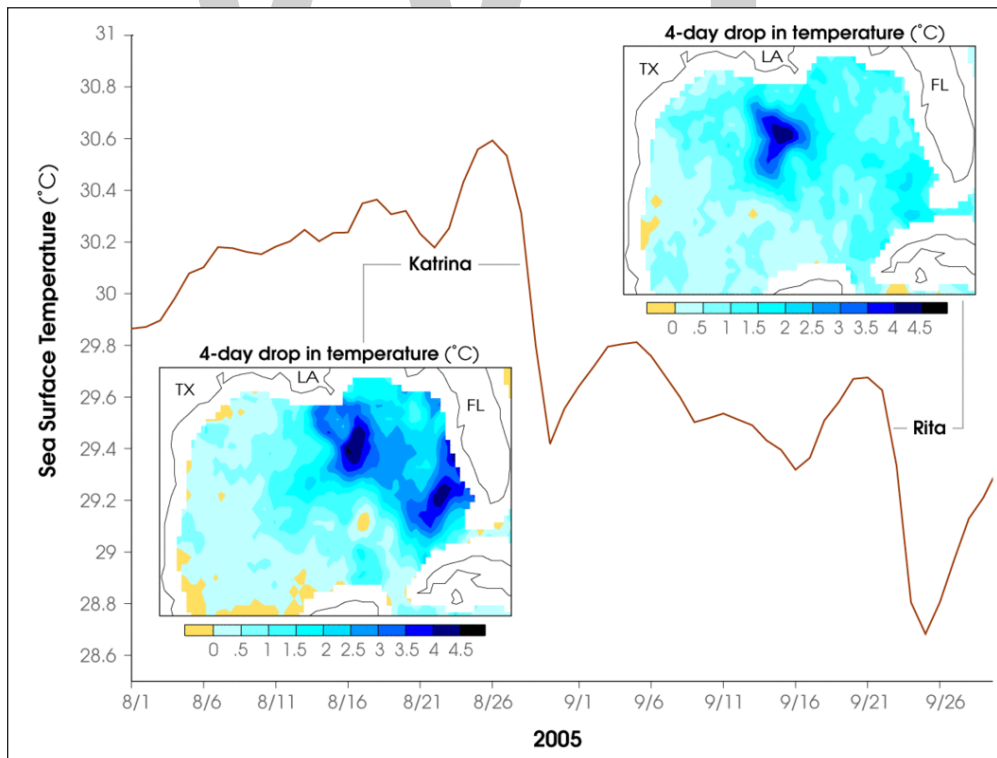 4-day drop in temperature (˚C)
TX
LA
FL
0 .5 1 1.5 2 2.5 3 3.5 4 4.5
Katrina
4-day drop in temperature (˚C)
TX
LA
FL
0 .5 1 1.5 2 2.5 3 3.5 4 4.5
Rita
Sea Surface Temperature (˚C)
31
30.8
30.6
30.4
30.2
30
29.8
29.6
29.4
29.2
29
28.8
28.6
8/1 8/6 8/11 8/16 8/21 8/26 9/1 9/6 9/11 9/16 9/21 9/26
2005